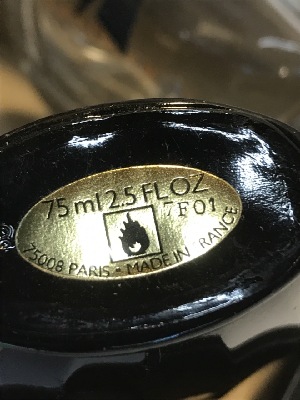 75 ml 2.5 FL OZ
7F01
75008 PARIS - MADE IN FRANCE